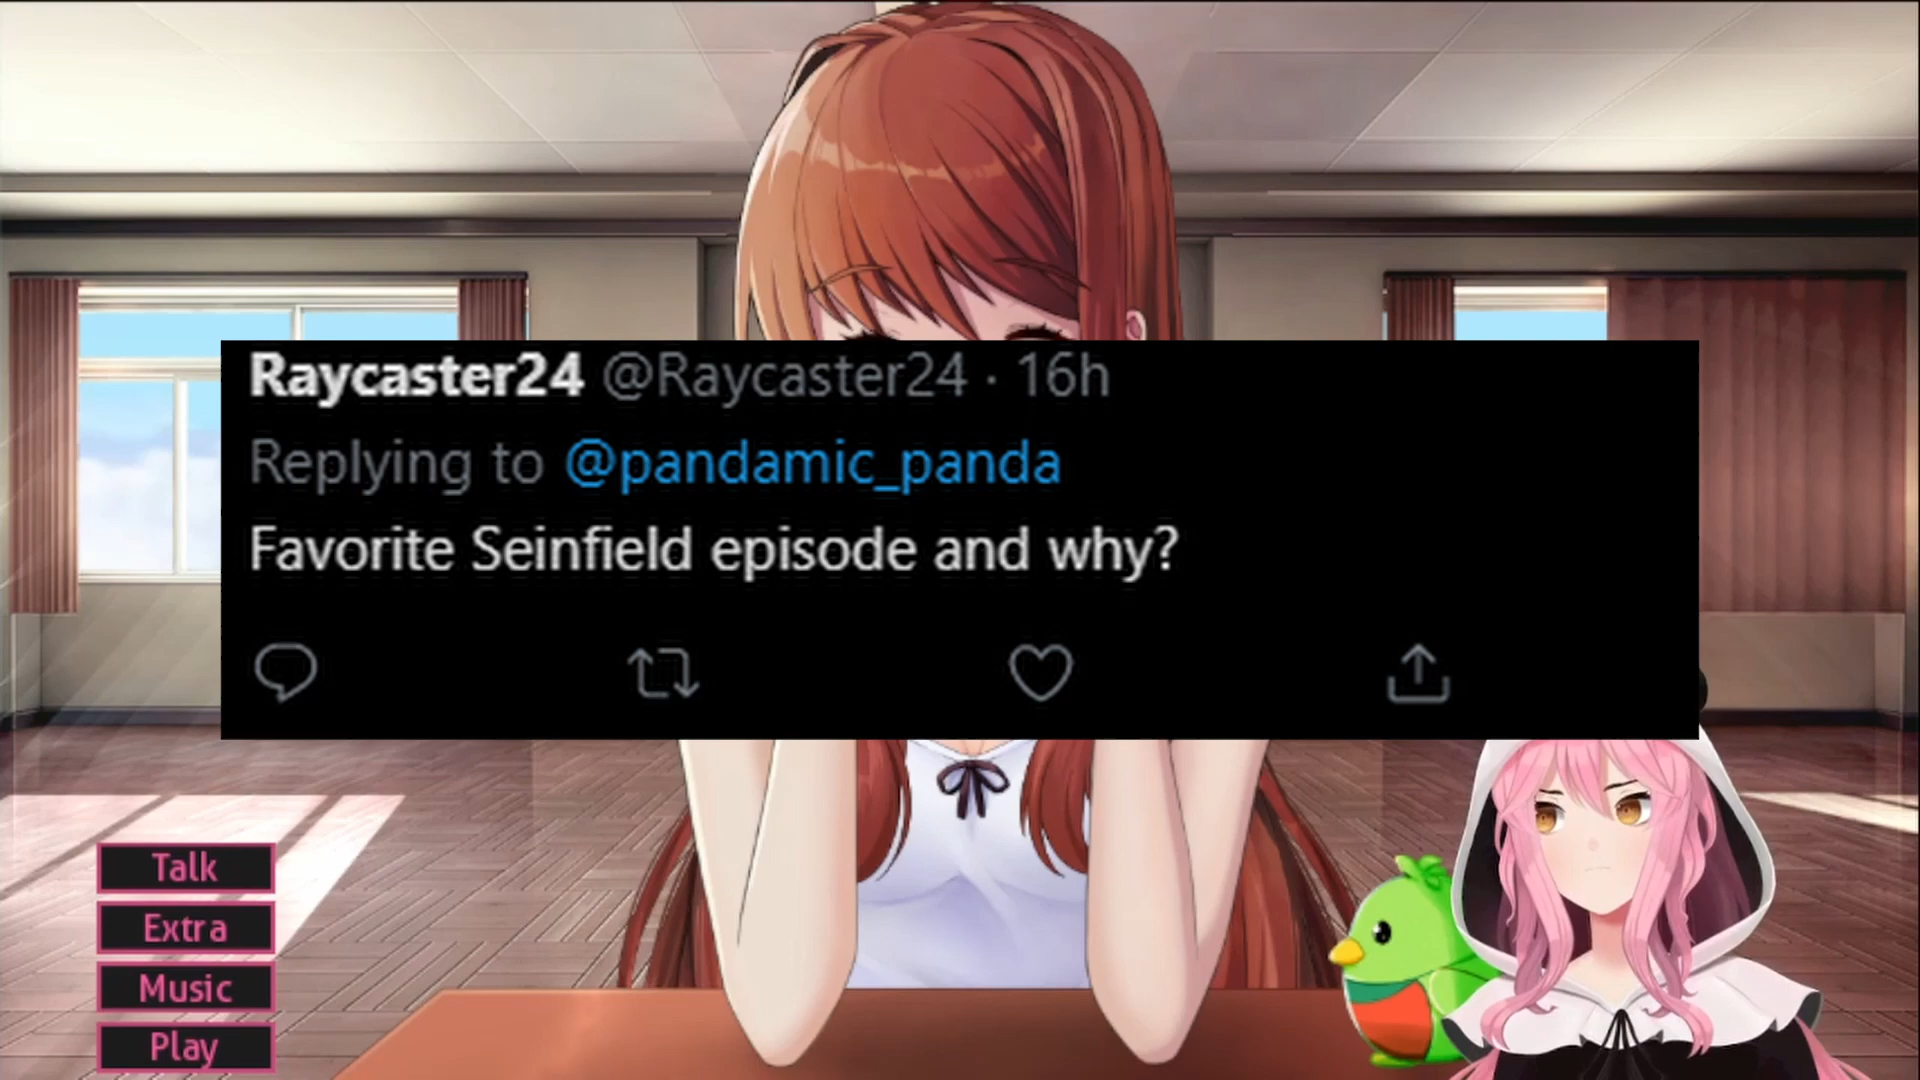 Raycaster24 @Raycaster24 · 16h
Replying to @pandamic_panda
Favorite Seinfield episode and why?
Talk
Extra
Music
Play